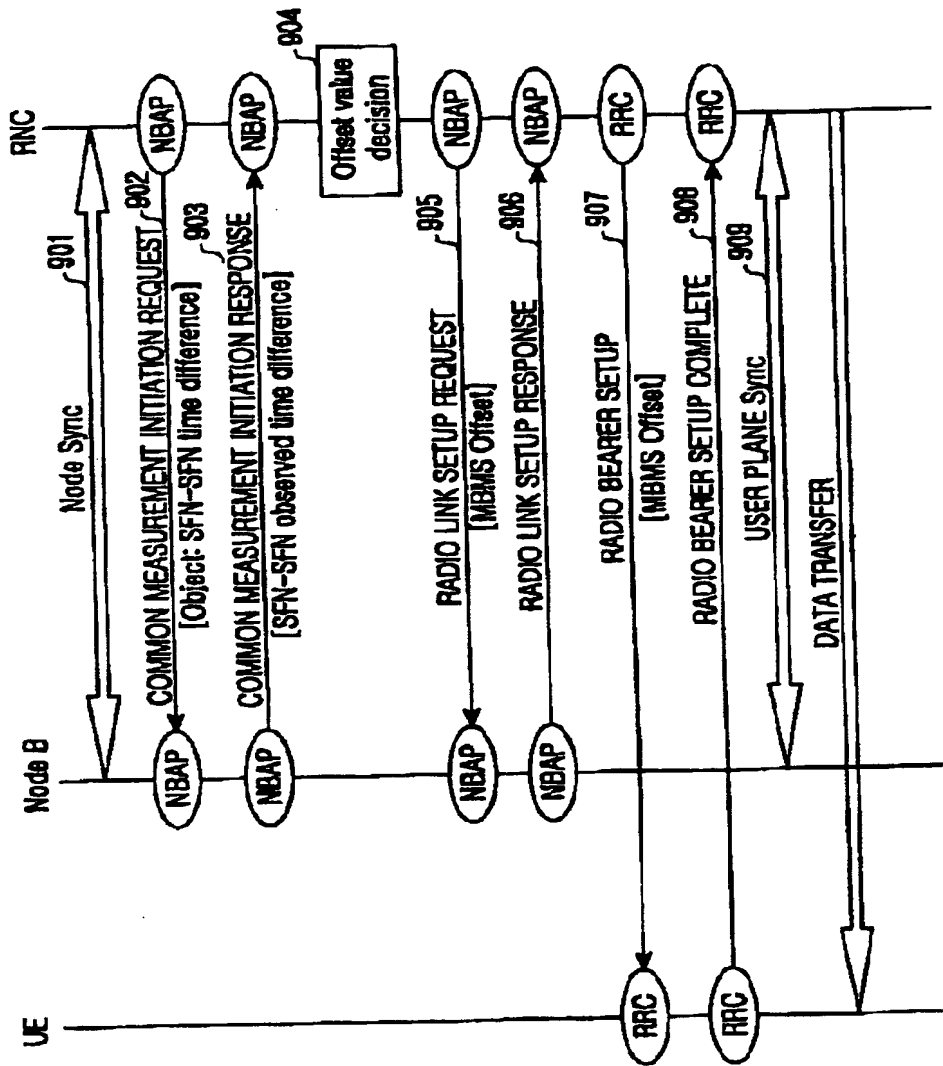 UE
Node B
RNC
Node Sync
901
NBAP
COMMON MEASUREMENT INITIATION REQUEST
902
NBAP
[Object: SFN-SFN time difference]
MBAP
COMMON MEASUREMENT INITIATION RESPONSE
903
NBAP
[SFN-SFN observed time difference]
904
Offset value
decision
NBAP
RADIO LINK SETUP REQUEST
905
NBAP
[MBMS Offset]
NBAP
RADIO LINK SETUP RESPONSE
906
NBAP
RRC
RADIO BEARER SETUP
907
RRC
[MBMS Offset]
RRC
RADIO BEARER SETUP COMPLETE
908
RRC
USER PLANE Sync
909
DATA TRANSFER